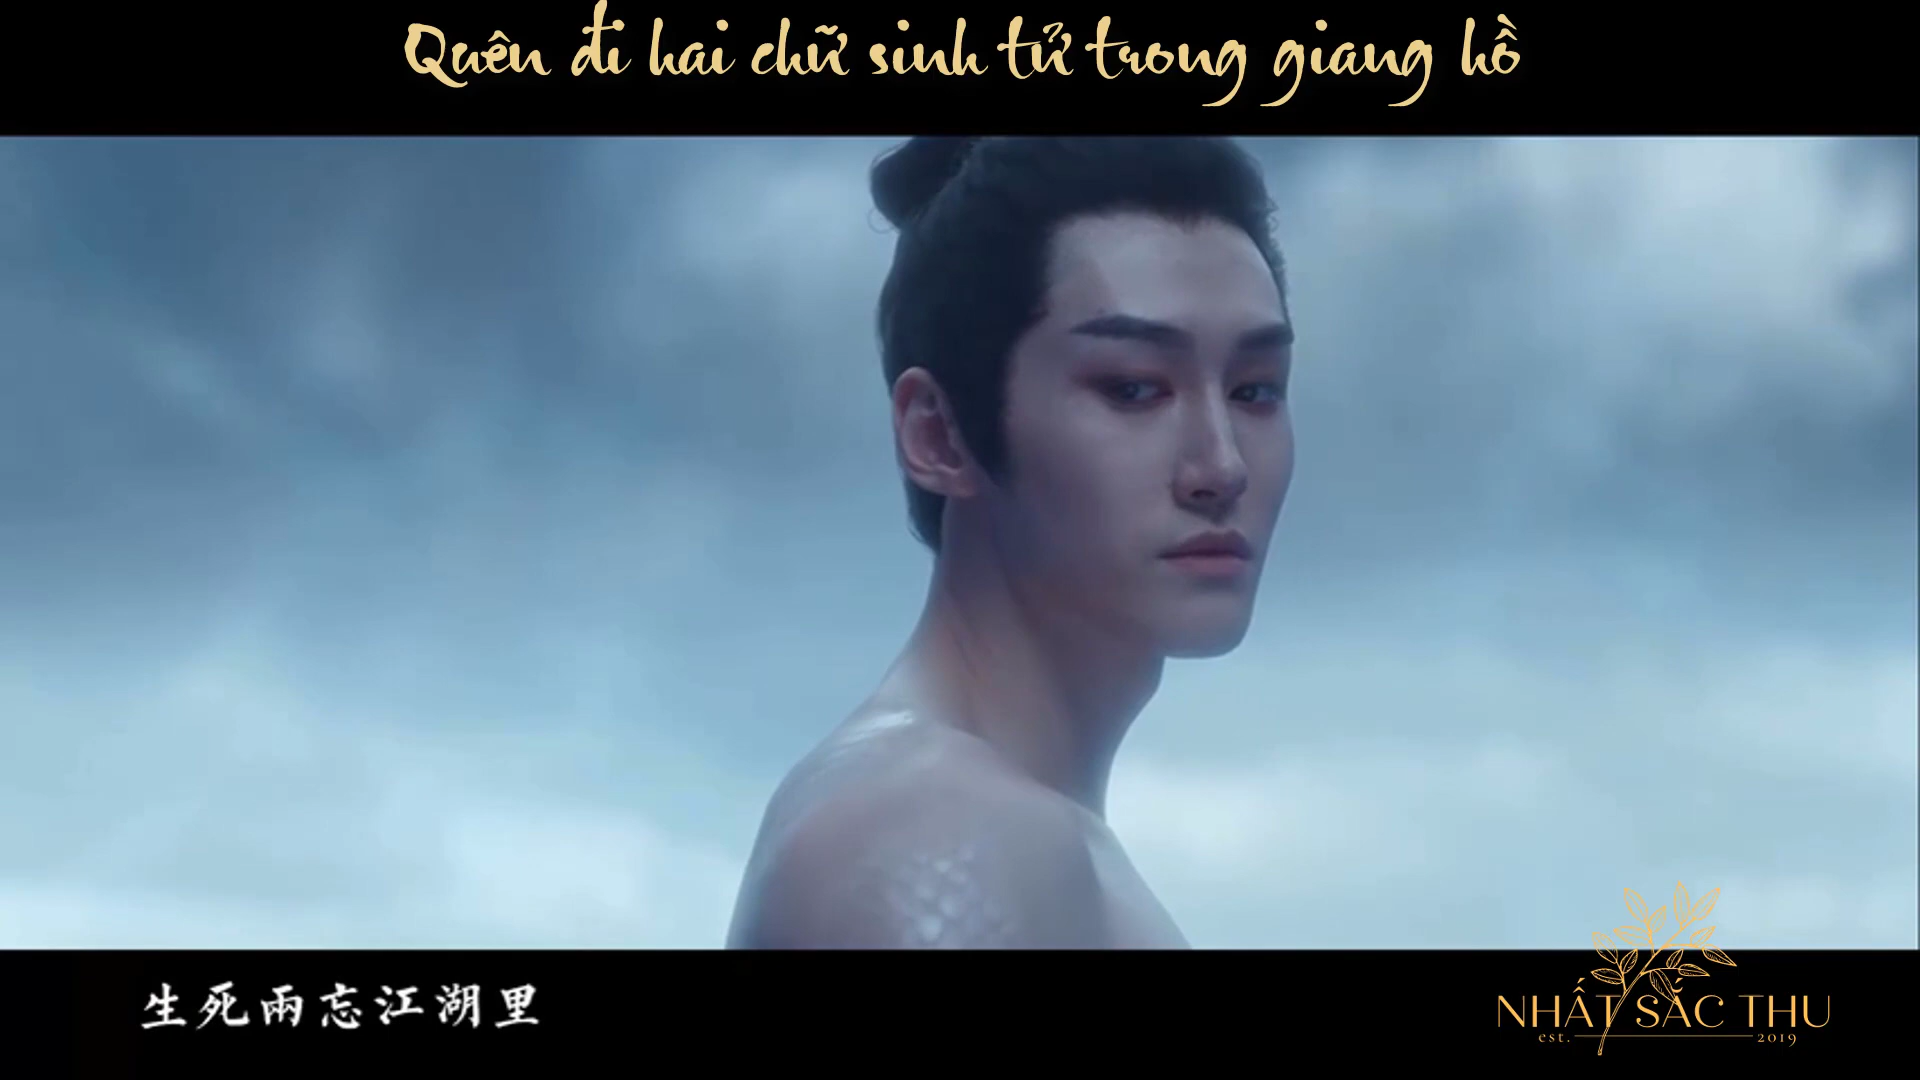 Quên đi hai chữ sinh tử trong giang hồ
生死兩忘江湖里
NHẤT SẮC THU
est. 2019